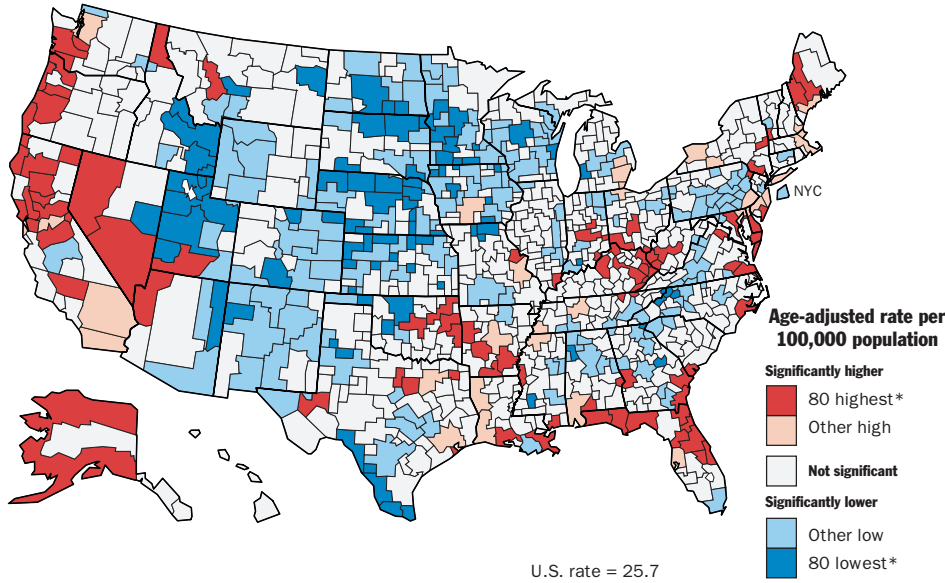 NYC
Age-adjusted rate per
100,000 population
Significantly higher
80 highest*
Other high
Not significant
Significantly lower
Other low
80 lowest*
U.S. rate = 25.7